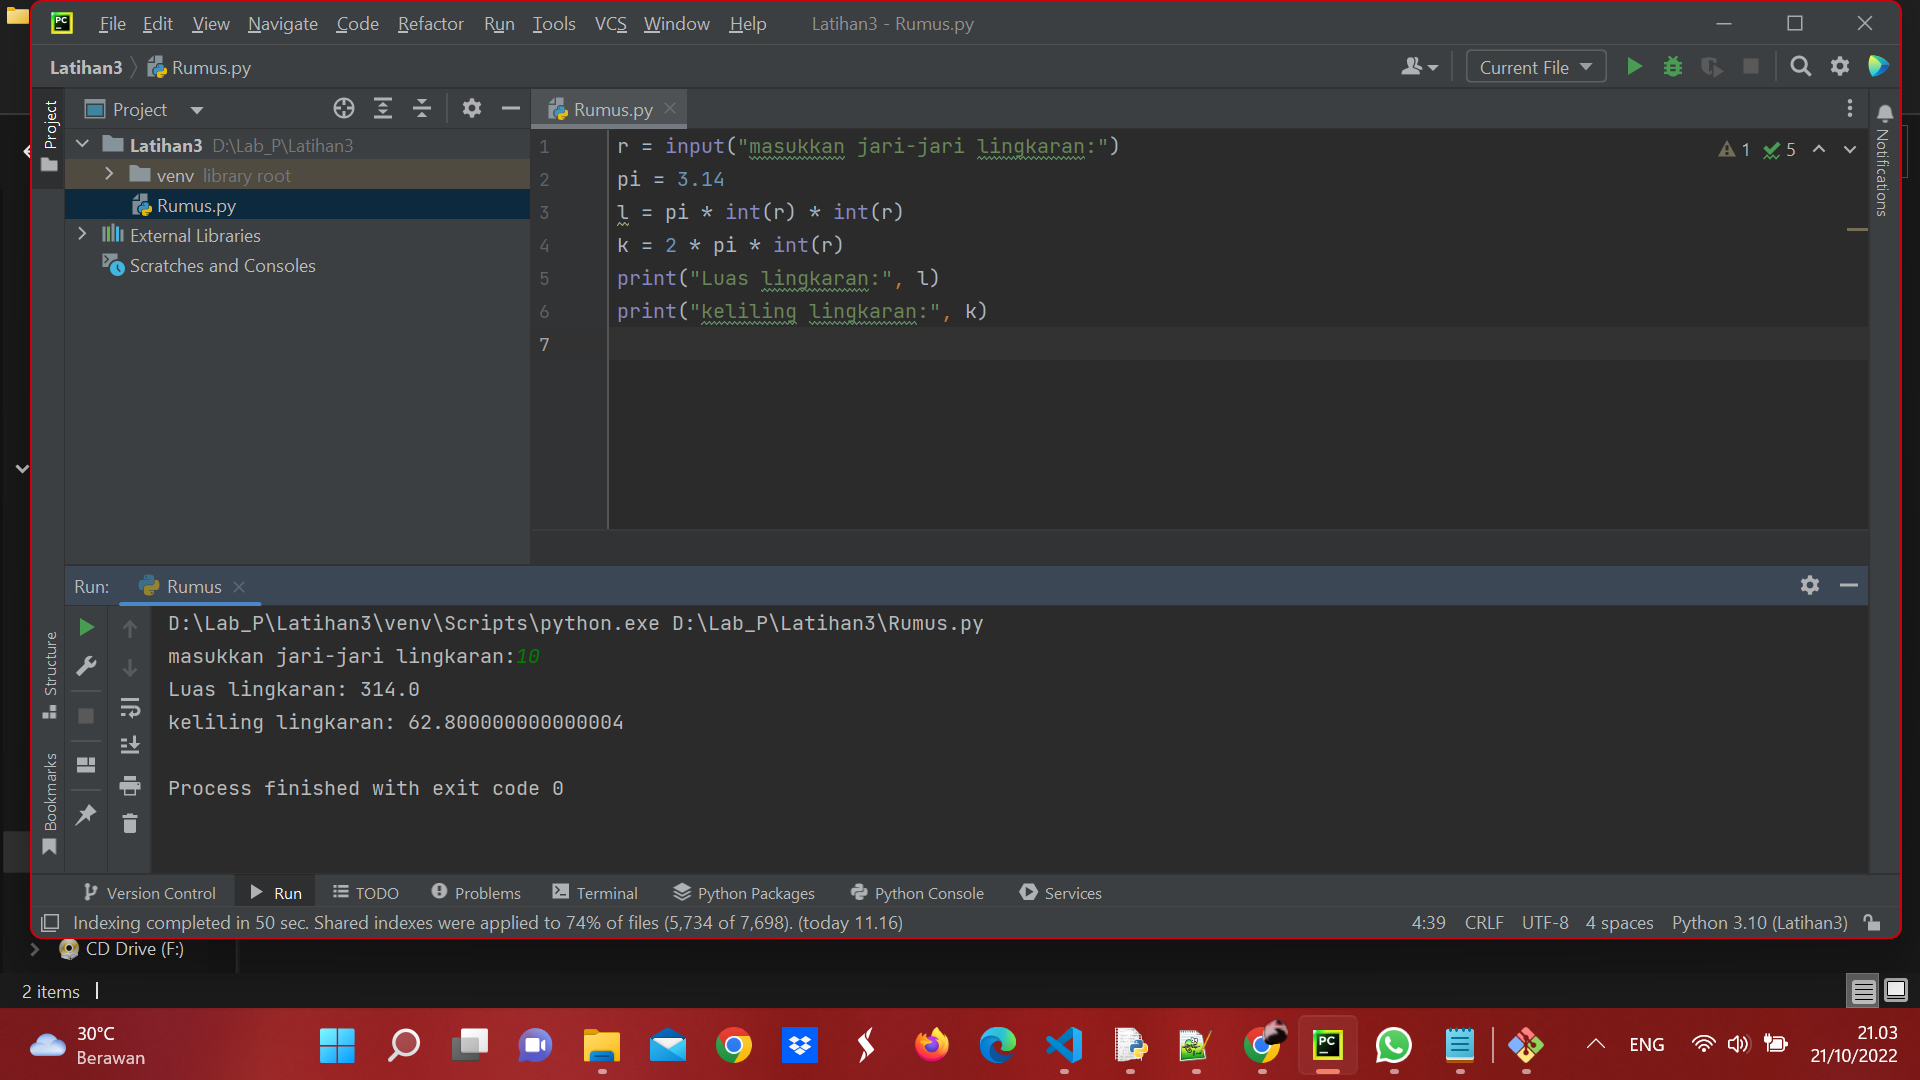 PC File Edit View Navigate Code Refactor Run Tools VCS Window Help Latihan3 - Rumus.py
Latihan3 Rumus.py Current File
Project
Project
Rumus.py
Notifications
Latihan3 D:\Lab_P\Latihan3
venv library root
Rumus.py
External Libraries
Scratches and Consoles
1 r = input("masukkan jari-jari lingkaran:")
1 5
2 pi = 3.14
3 l = pi * int(r) * int(r)
4 k = 2 * pi * int(r)
5 print("Luas lingkaran:", l)
6 print("keliling lingkaran:", k)
7
Run: Rumus
D:\Lab_P\Latihan3\venv\Scripts\python.exe D:\Lab_P\Latihan3\Rumus.py
masukkan jari-jari lingkaran:10
Luas lingkaran: 314.0
keliling lingkaran: 62.800000000000004
Process finished with exit code 0
Structure
Bookmarks
Version Control Run TODO Problems Terminal Python Packages Python Console Services
Indexing completed in 50 sec. Shared indexes were applied to 74% of files (5,734 of 7,698). (today 11.16) 4:39 CRLF UTF-8 4 spaces Python 3.10 (Latihan3)
CD Drive (F:)
2 items
30°C
Berawan
PC
ENG
21.03
21/10/2022